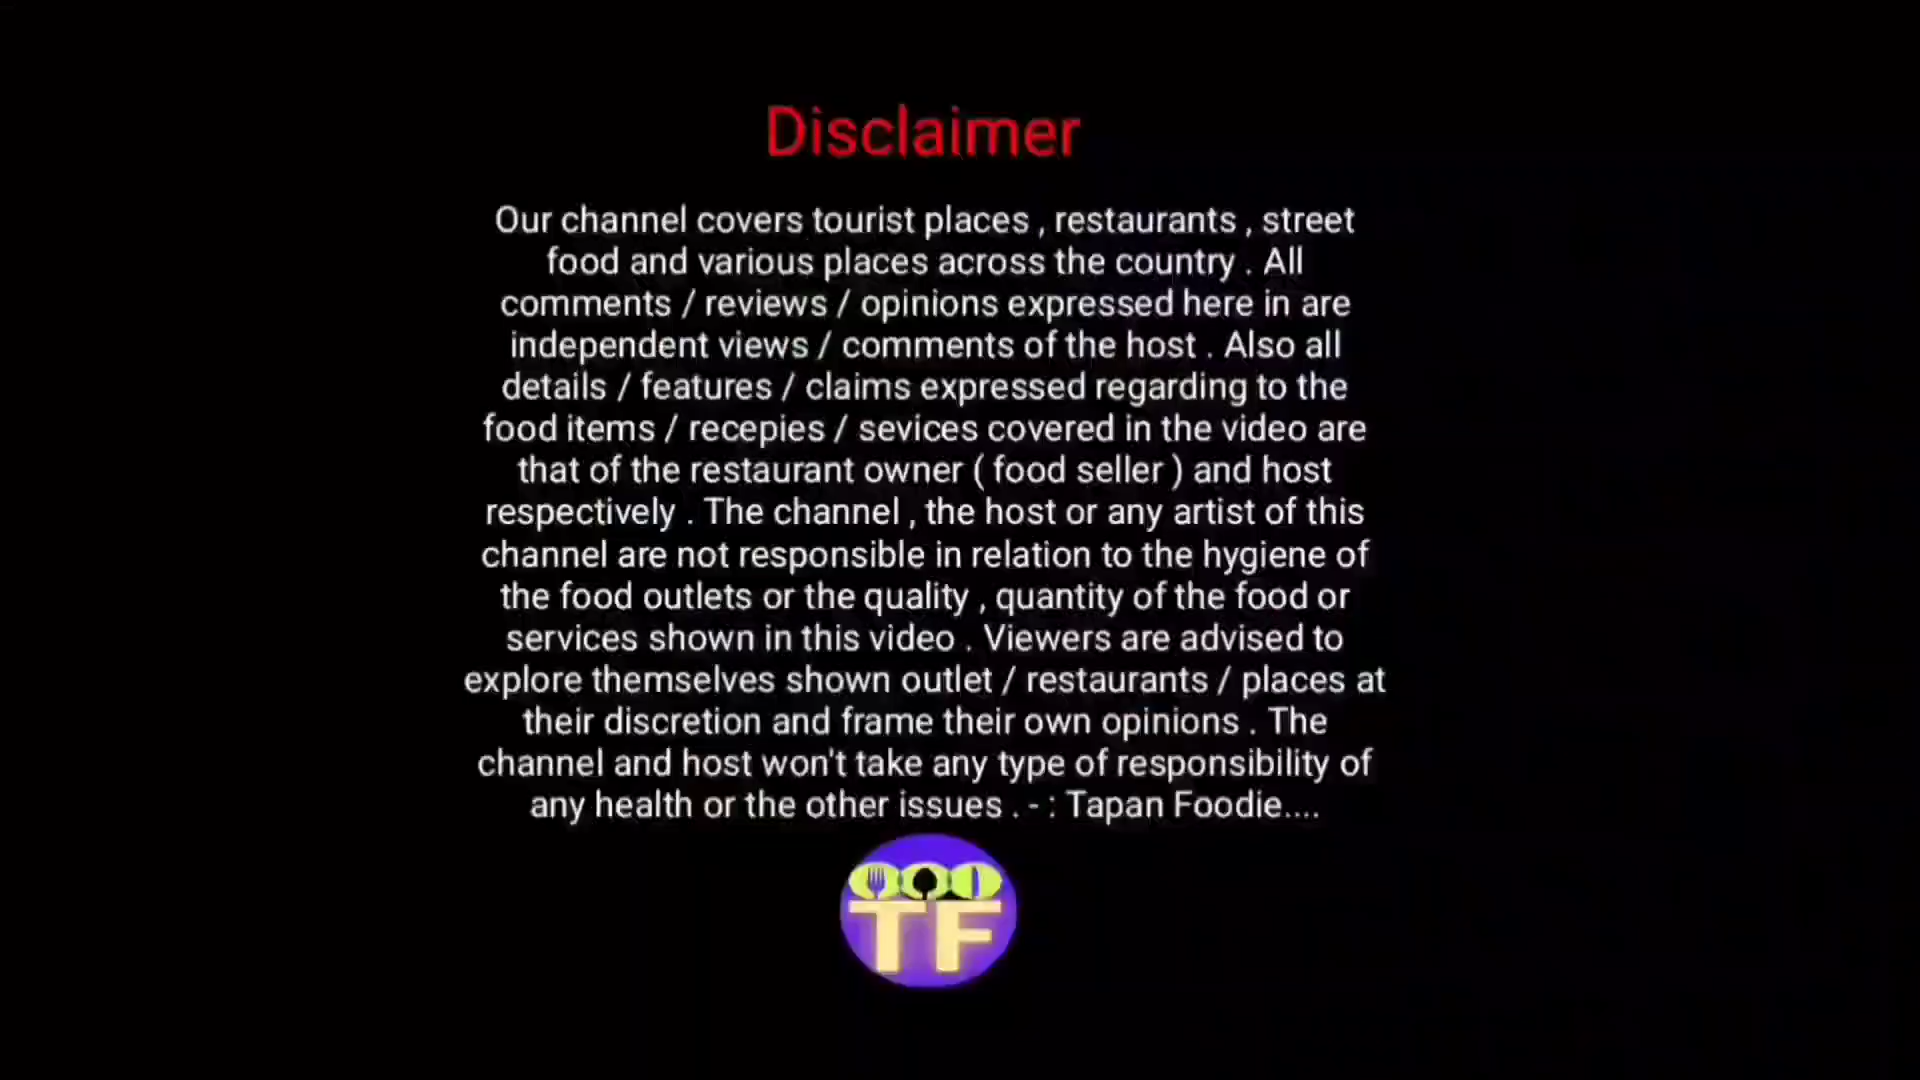 Disclaimer
Our channel covers tourist places , restaurants , street
food and various places across the country . All
comments / reviews / opinions expressed here in are
independent views / comments of the host . Also all
details / features / claims expressed regarding to the
food items / recepies / sevices covered in the video are
that of the restaurant owner ( food seller ) and host
respectively . The channel , the host or any artist of this
channel are not responsible in relation to the hygiene of
the food outlets or the quality , quantity of the food or
services shown in this video . Viewers are advised to
explore themselves shown outlet / restaurants / places at
their discretion and frame their own opinions . The
channel and host won't take any type of responsibility of
any health or the other issues . - : Tapan Foodie....
TF